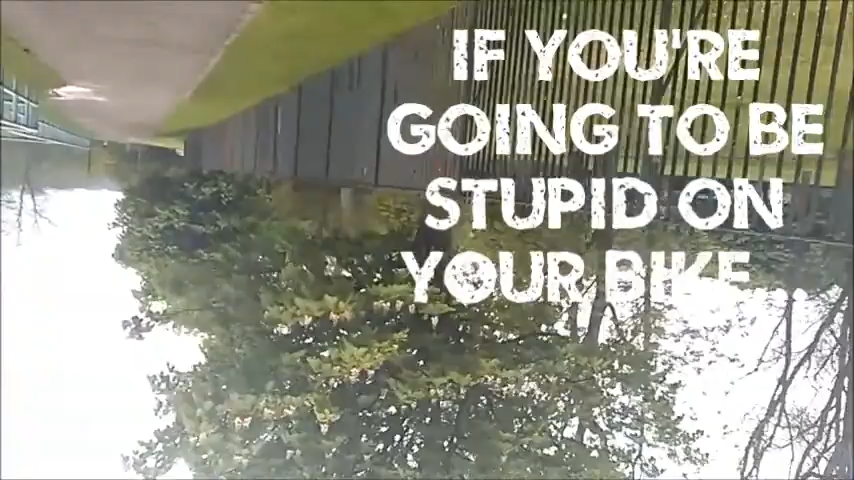 IF YOU'RE
GOING TO BE
STUPID ON
YOUR BIKE....